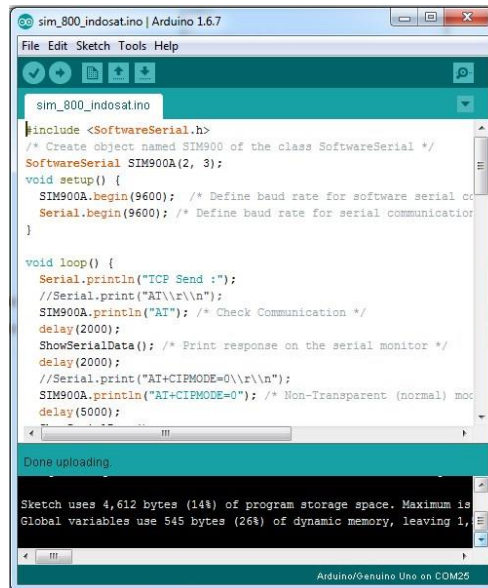 sim_800_indosat.ino | Arduino 1.6.7
File Edit Sketch Tools Help
sim_800_indosat.ino
#include <SoftwareSerial.h>
/* Create object named SIM900 of the class SoftwareSerial */
SoftwareSerial SIM900A(2, 3);
void setup() {
SIM900A.begin(9600); /* Define baud rate for software serial co
Serial.begin(9600); /* Define baud rate for serial communication
}
void loop() {
Serial.println("TCP Send :");
//Serial.print("AT\\r\\n");
SIM900A.println("AT"); /* Check Communication */
delay(2000);
ShowSerialData(); /* Print response on the serial monitor */
delay(2000);
//Serial.print("AT+CIPMODE=0\\r\\n");
SIM900A.println("AT+CIPMODE=0"); /* Non-Transparent (normal) mod
delay(5000);
Done uploading.
Sketch uses 4,612 bytes (14%) of program storage space. Maximum is
Global variables use 545 bytes (26%) of dynamic memory, leaving 1,
Arduino/Genuino Uno on COM25